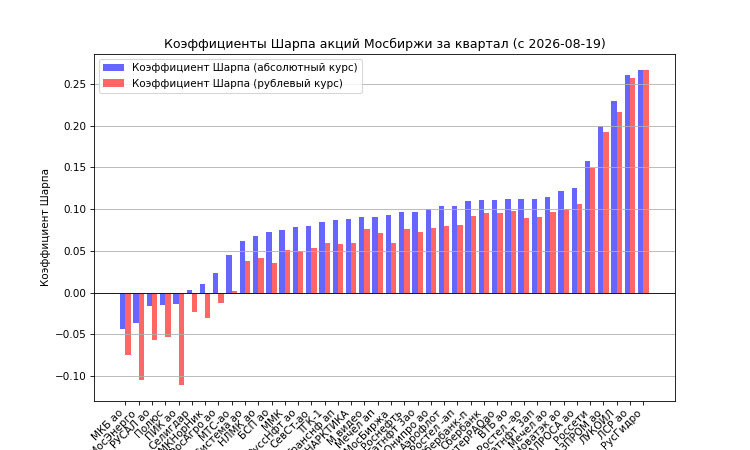 Коэффициенты Шарпа акций Мосбиржи за квартал (с 2026-08-19)
Коэффициент Шарпа (абсолютный курс)
Коэффициент Шарпа (рублевый курс)
Коэффициент Шарпа
0.25
0.20
0.15
0.10
0.05
0.00
−0.05
−0.10
МКБ ао
РУСАЛ ао
Полюс
ПИК ао
Селигдар
МТС-ао
НЛМК ао
БСП ао
ММК
СевСт-ао
ТГК-1
М.видео
Мечел ап
МосБиржа
Роснефть
Аэрофлот
Сбербанк
ВТБ ао
Мечел ао
Россети
ЛУКОЙЛ
ЛСР ао
РусГидро